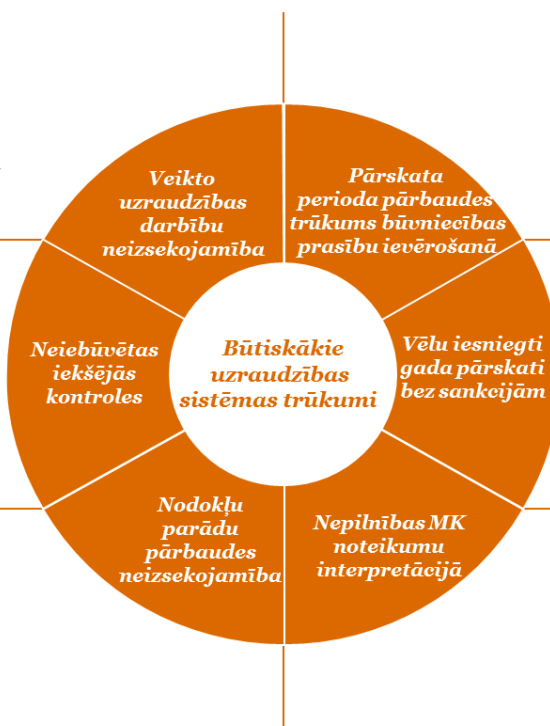 Veikto
uzraudzības
darbību
neizsekojamība
Pārskata
perioda pārbaudes
trūkums būvniecības
prasību ievērošanā
Vēlu iesniegti
gada pārskati
bez sankcijām
Nepilnības MK
noteikumu
interpretācijā
Nodokļu
parādu
pārbaudes
neizsekojamība
Neiebūvētas
iekšējās
kontroles
Būtiskākie
uzraudzības
sistēmas trūkumi